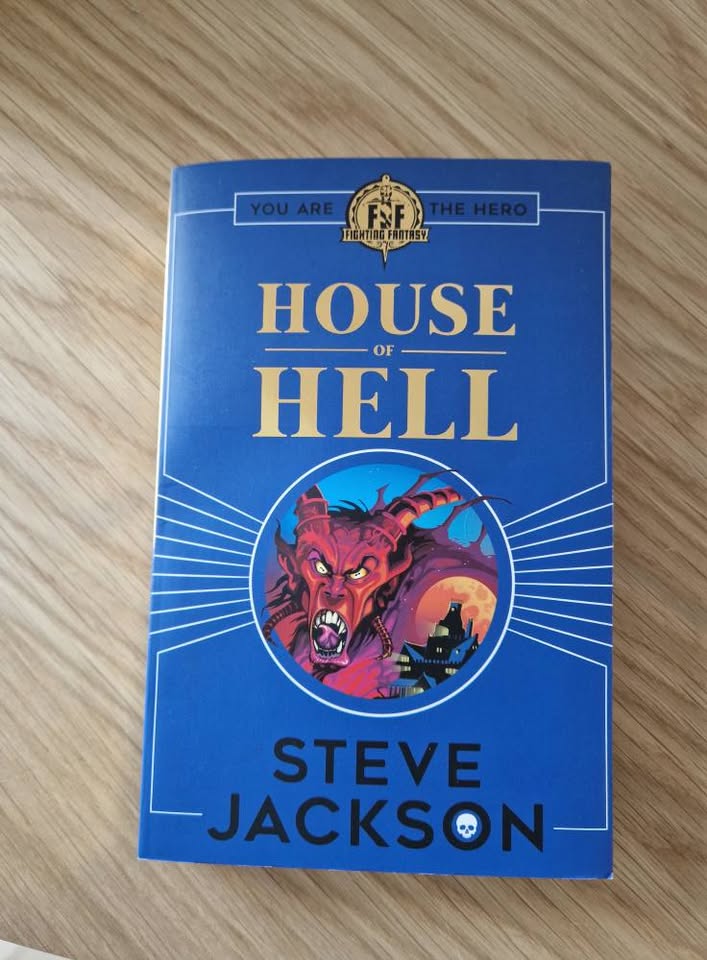 YOU ARE THE HERO
FF
FIGHTING FANTASY
HOUSE
OF
HELL
STEVE
JACKSON